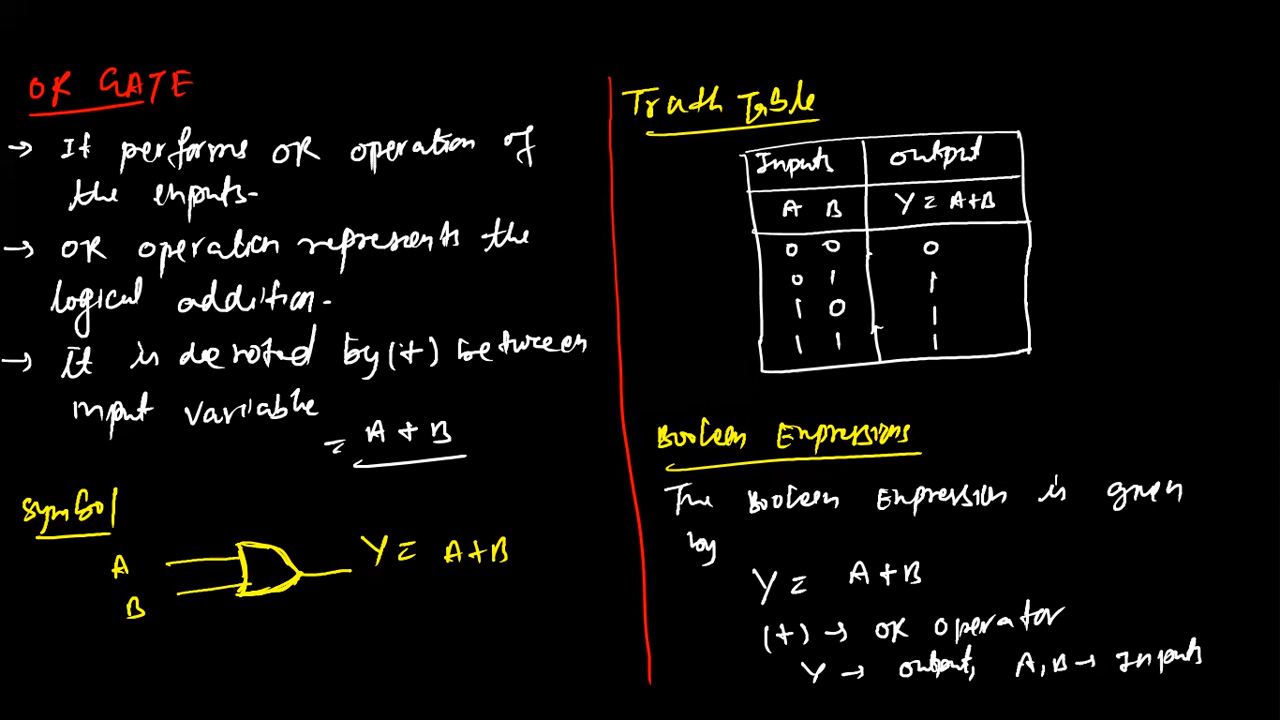 OR GATE
→ It performs OR operation of
the inputs.
→ OR operation represents the
logical addition.
→ It is denoted by (+) between
input variable
= A + B
Symbol
A
B
Y = A+B
Truth Table
Inputs Output
A B Y = A+B
0 0 0
0 1 1
1 0 1
1 1 1
Boolean Expressions
The Boolean Expression is given
by
Y = A+B
(+) → OR operator
Y → output, A, B → Inputs